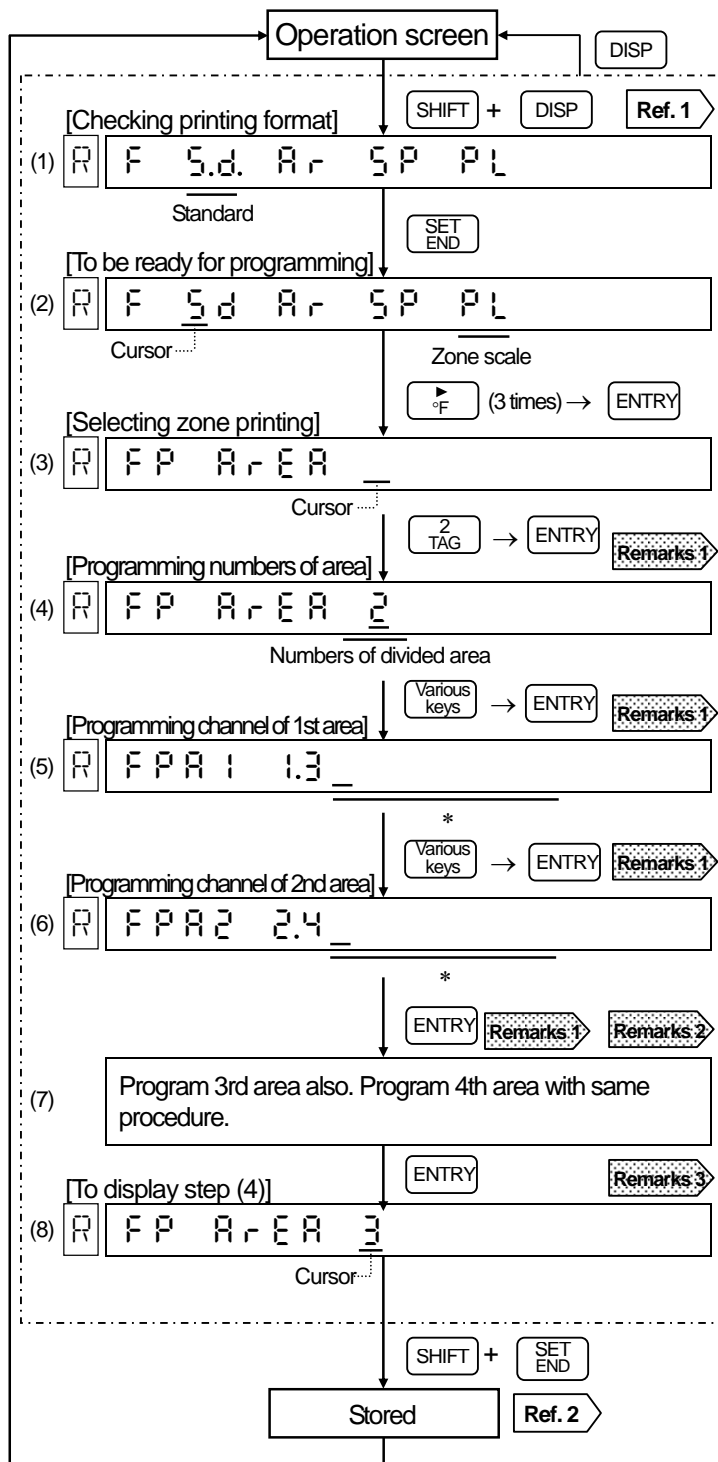 Operation screen
DISP
SHIFT + DISP Ref. 1
[Checking printing format]
(1) R F S.d. Ar SP PL
Standard
SET
END
[To be ready for programming]
(2) R F Sd Ar SP PL
Cursor Zone scale
►
°F (3 times) → ENTRY
[Selecting zone printing]
(3) R FP ArEA _
Cursor
2
TAG → ENTRY Remarks 1
[Programming numbers of area]
(4) R FP ArEA 2
Numbers of divided area
Various
keys → ENTRY Remarks 1
[Programming channel of 1st area]
(5) R FPA1 1.3_
*
Various
keys → ENTRY Remarks 1
[Programming channel of 2nd area]
(6) R FPA2 2.4_
*
ENTRY Remarks 1 Remarks 2
(7) Program 3rd area also. Program 4th area with same
procedure.
ENTRY Remarks 3
[To display step (4)]
(8) R FP ArEA 3
Cursor
SHIFT + SET
END
Stored Ref. 2